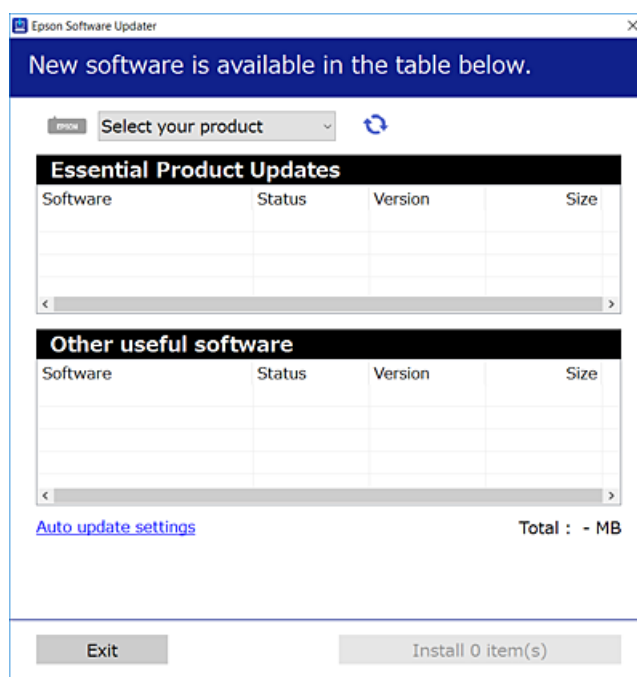 Epson Software Updater
New software is available in the table below.
EPSON Select your product
Essential Product Updates
Software Status Version Size
Other useful software
Software Status Version Size
Auto update settings Total : - MB
Exit Install 0 item(s)